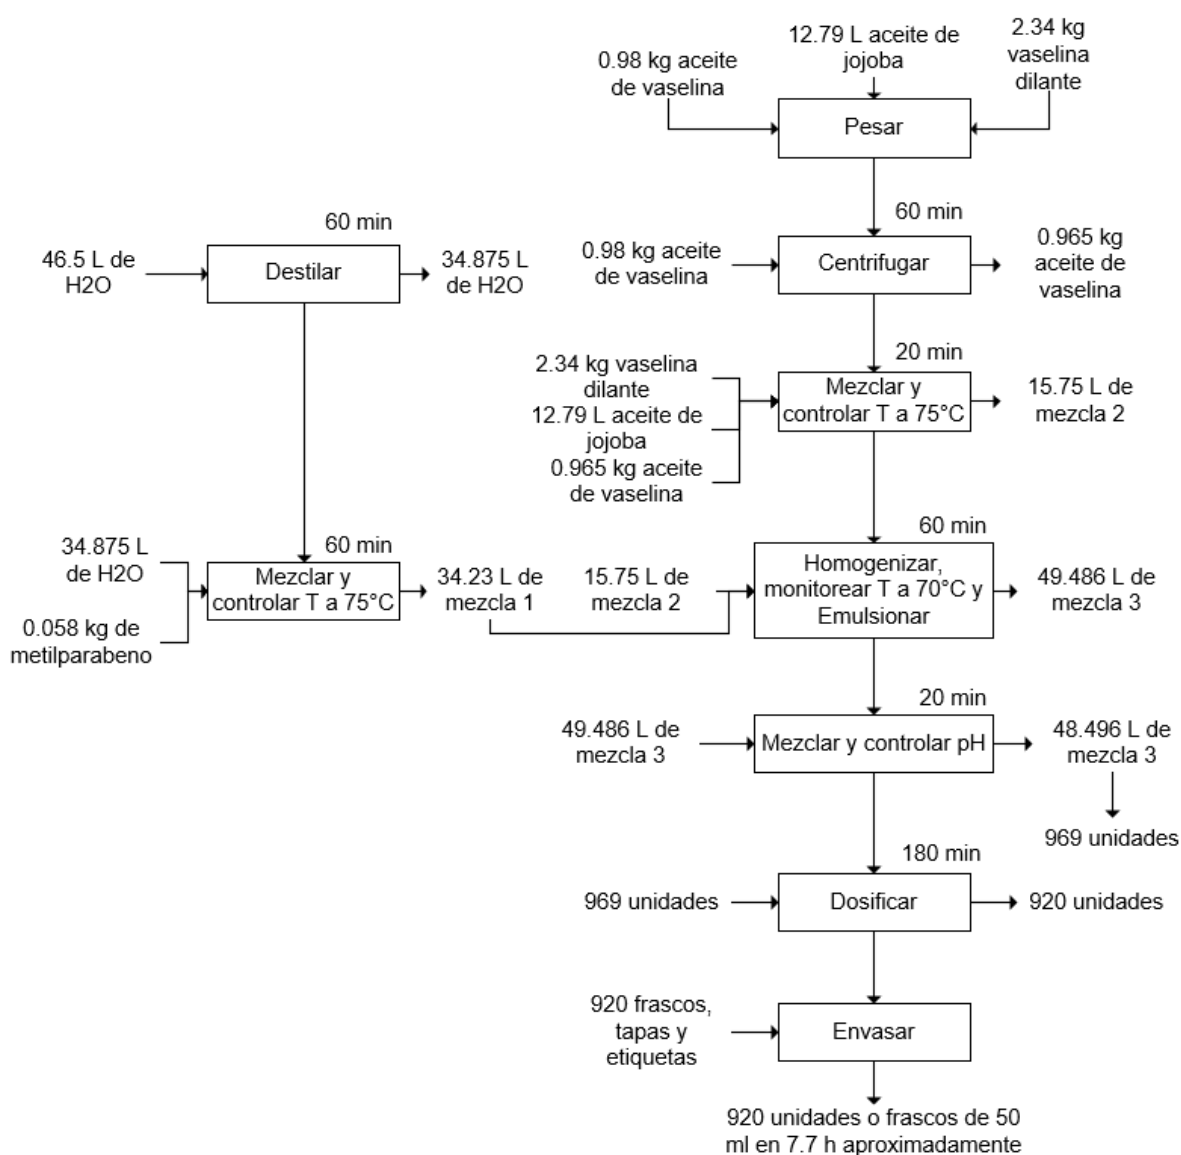 0.98 kg aceite
de vaselina
12.79 L aceite de
jojoba
2.34 kg
vaselina
dilante
Pesar
60 min
0.98 kg aceite
de vaselina
Centrifugar
0.965 kg
aceite de
vaselina
60 min
46.5 L de
H2O
Destilar
34.875 L
de H2O
20 min
2.34 kg vaselina
dilante
12.79 L aceite de
jojoba
0.965 kg aceite
de vaselina
Mezclar y
controlar T a 75°C
15.75 L de
mezcla 2
60 min
34.875 L
de H2O
0.058 kg de
metilparabeno
Mezclar y
controlar T a 75°C
34.23 L de
mezcla 1
60 min
15.75 L de
mezcla 2
Homogenizar,
monitorear T a 70°C y
Emulsionar
49.486 L de
mezcla 3
20 min
49.486 L de
mezcla 3
Mezclar y controlar pH
48.496 L de
mezcla 3
969 unidades
180 min
969 unidades
Dosificar
920 unidades
920 frascos,
tapas y
etiquetas
Envasar
920 unidades o frascos de 50
ml en 7.7 h aproximadamente